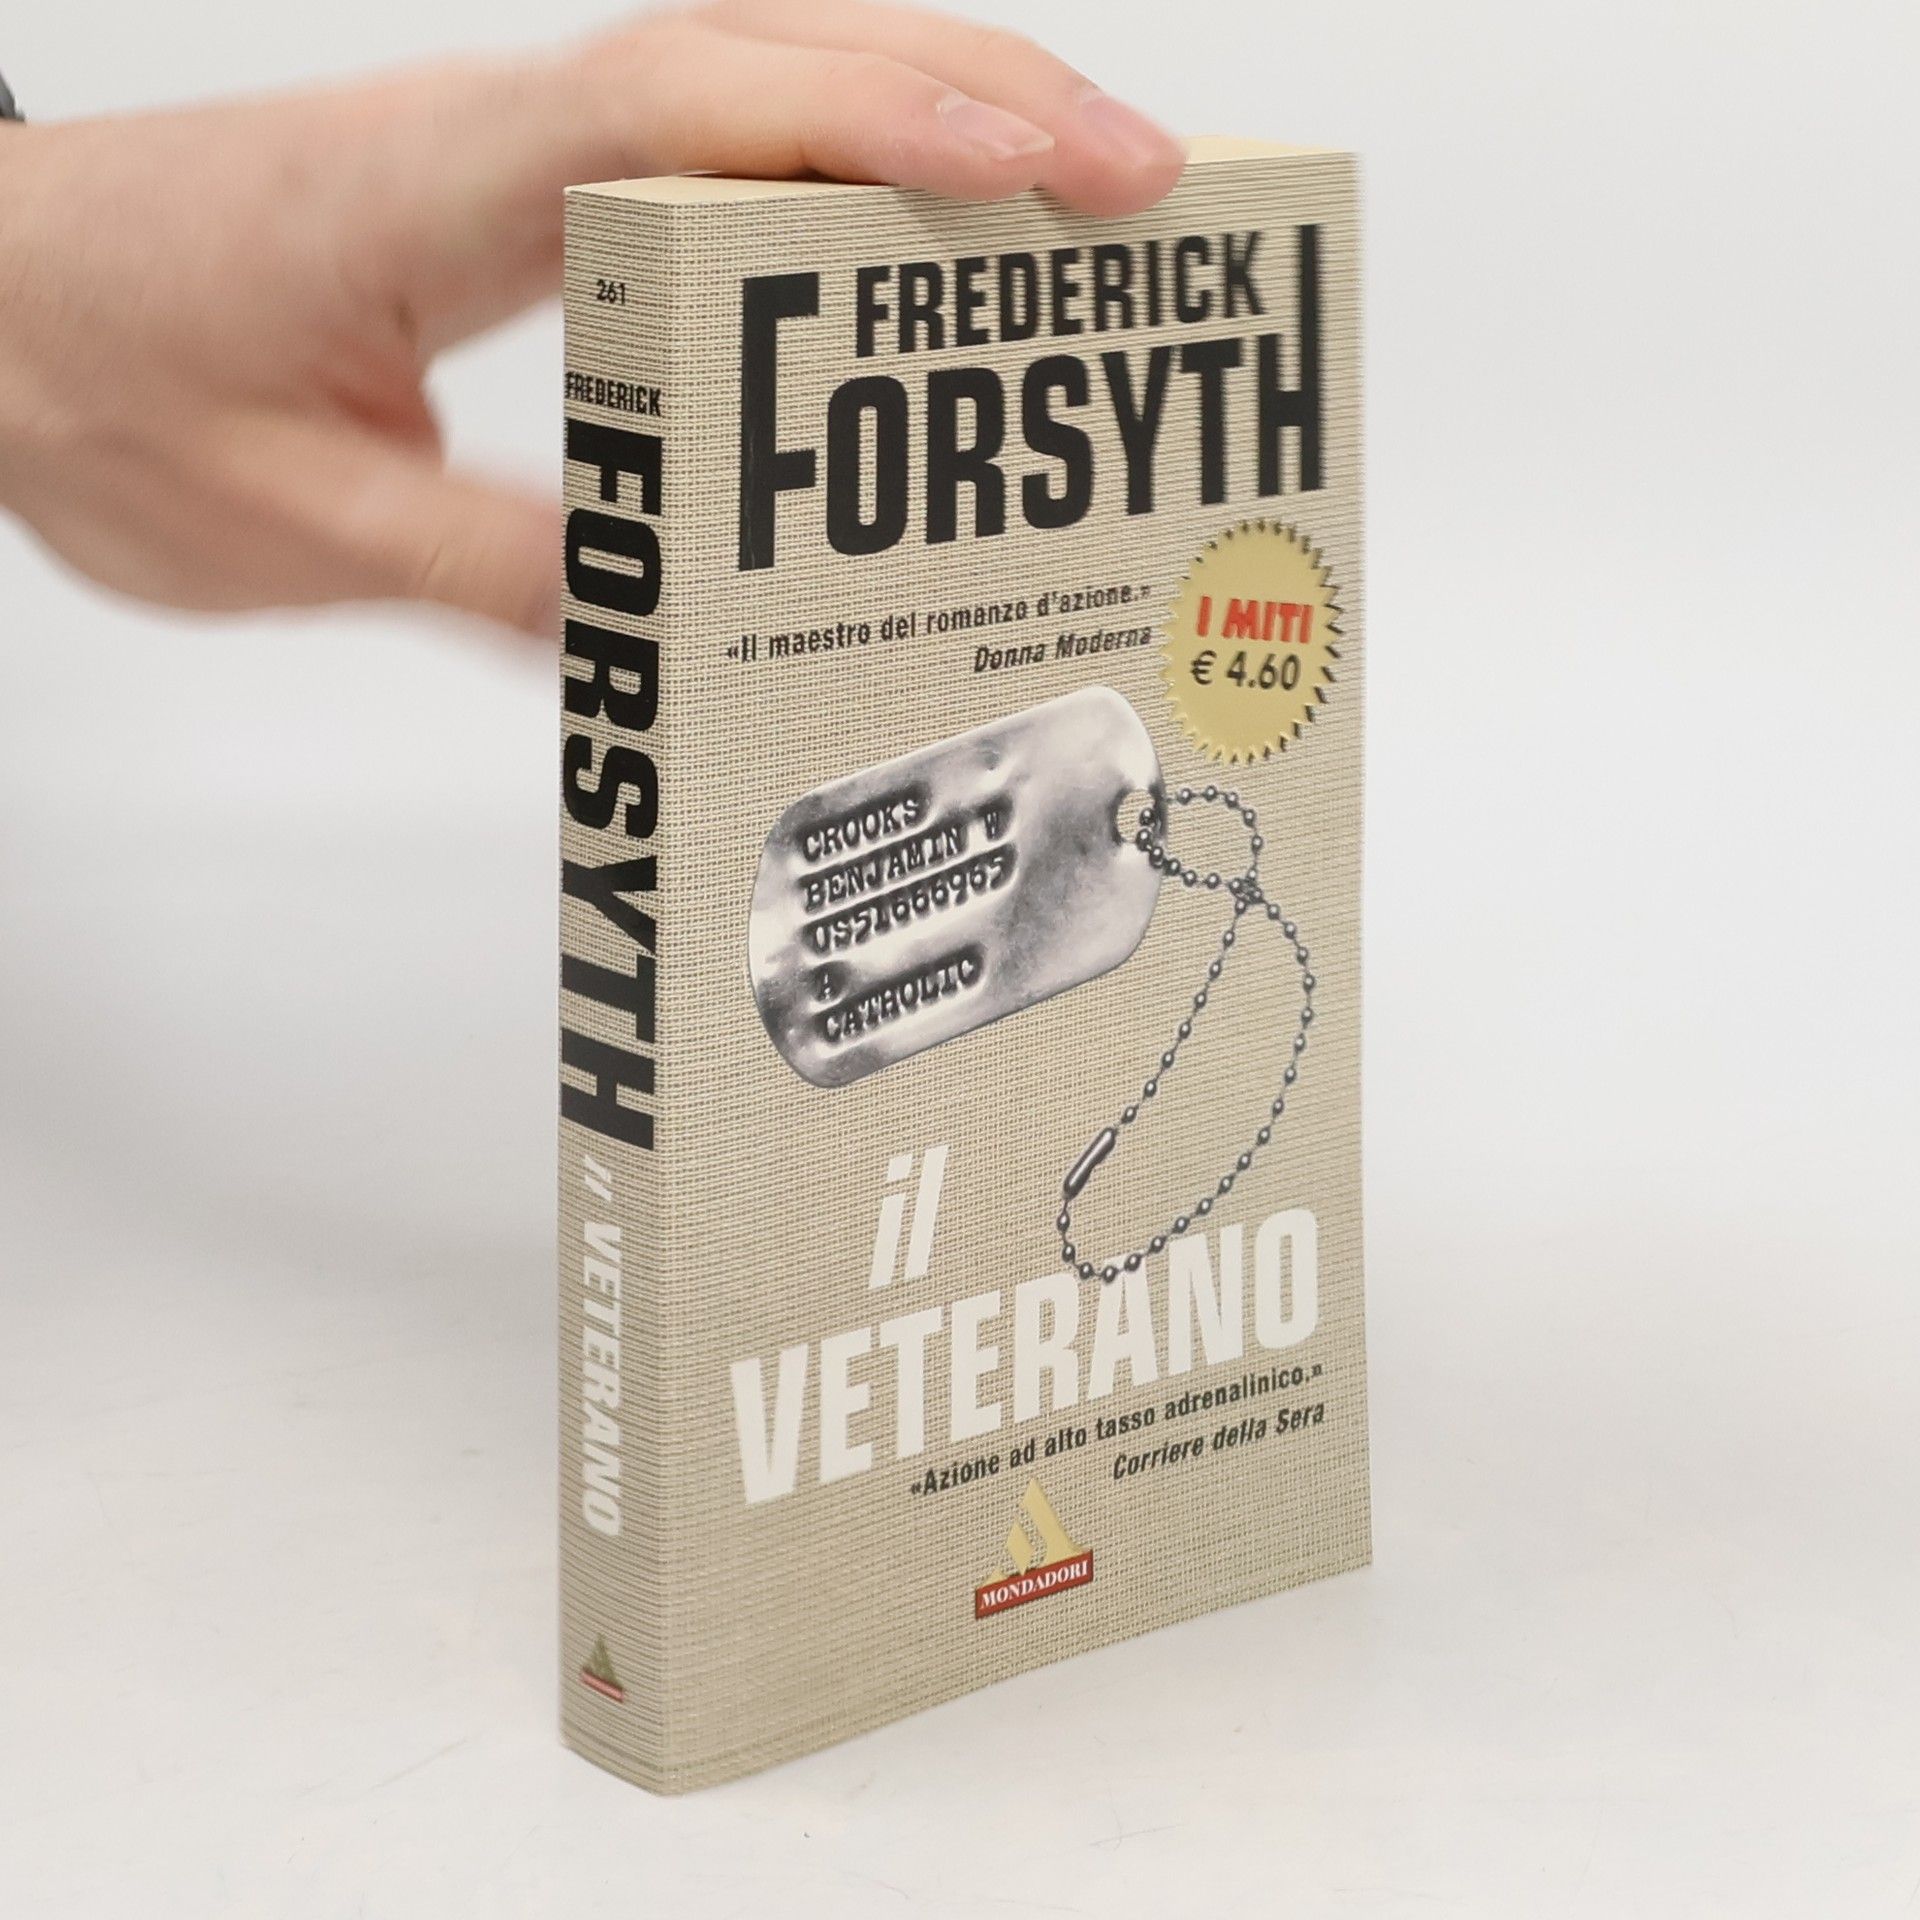 261
FREDERICK
FORSYTH
il VETERANO
FREDERICK
FORSYTH
«Il maestro del romanzo d'azione.»
Donna Moderna
I MITI
€ 4.60
CROOKS
BENJAMIN W
US51666965
A
CATHOLIC
il
VETERANO
«Azione ad alto tasso adrenalinico.»
Corriere della Sera
MONDADORI